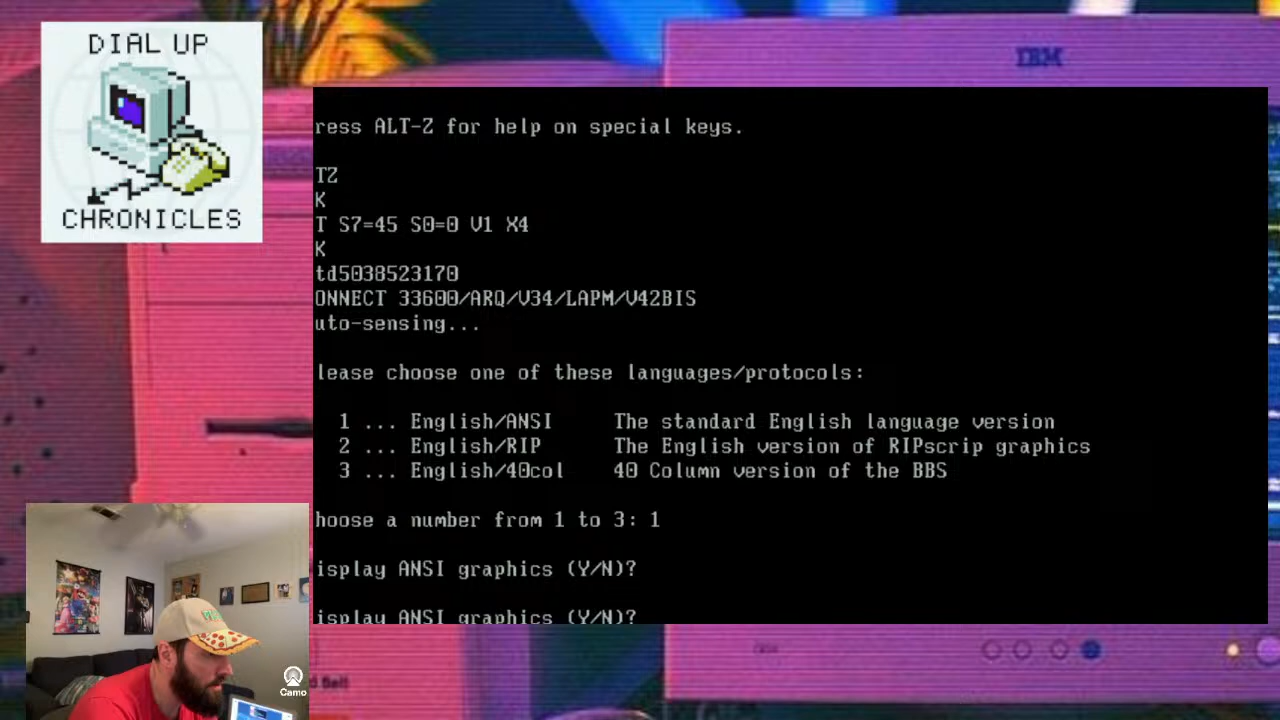 DIAL UP
CHRONICLES
IBM
ress ALT-Z for help on special keys.
TZ
K
T S7=45 S0=0 V1 X4
K
td5038523170
ONNECT 33600/ARQ/V34/LAPM/V42BIS
uto-sensing...
lease choose one of these languages/protocols:
1 ... English/ANSI The standard English language version
2 ... English/RIP The English version of RIPscrip graphics
3 ... English/40col 40 Column version of the BBS
hoose a number from 1 to 3: 1
isplay ANSI graphics (Y/N)?
isplay ANSI graphics (Y/N)?
Camo
d Bell